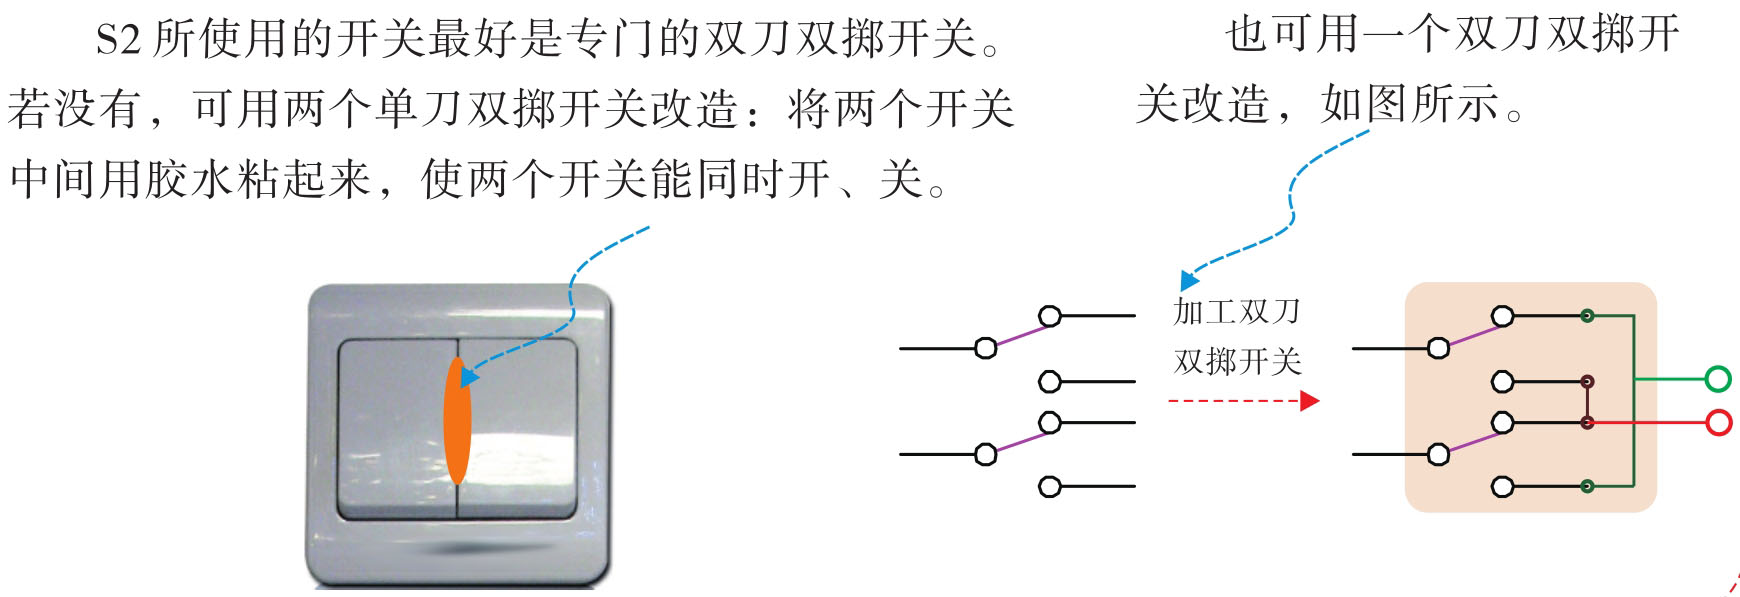 S2所使用的开关最好是专门的双刀双掷开关。
若没有，可用两个单刀双掷开关改造：将两个开关
中间用胶水粘起来，使两个开关能同时开、关。
也可用一个双刀双掷开
关改造，如图所示。
加工双刀
双掷开关